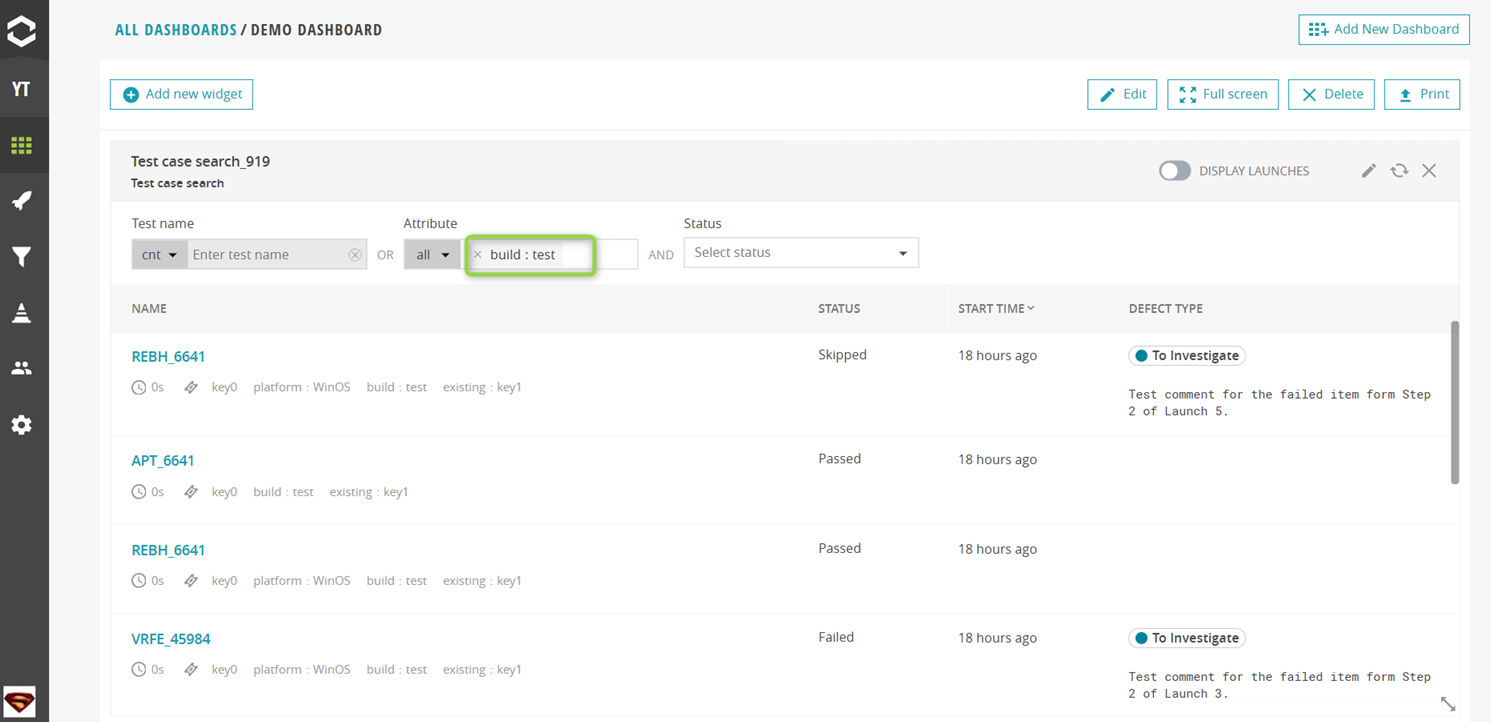 ALL DASHBOARDS / DEMO DASHBOARD
Add New Dashboard
YT
Add new widget
Edit
Full screen
Delete
Print
Test case search_919
Test case search
DISPLAY LAUNCHES
Test name
Attribute
Status
cnt
Enter test name
OR
all
× build : test
AND
Select status
NAME
STATUS
START TIME
DEFECT TYPE
REBH_6641
Skipped
18 hours ago
To Investigate
0s key0 platform : WinOS build : test existing : key1
Test comment for the failed item form Step
2 of Launch 5.
APT_6641
Passed
18 hours ago
0s key0 build : test existing : key1
REBH_6641
Passed
18 hours ago
0s key0 platform : WinOS build : test existing : key1
VRFE_45984
Failed
18 hours ago
To Investigate
0s key0 platform : WinOS build : test existing : key1
Test comment for the failed item form Step
2 of Launch 3.